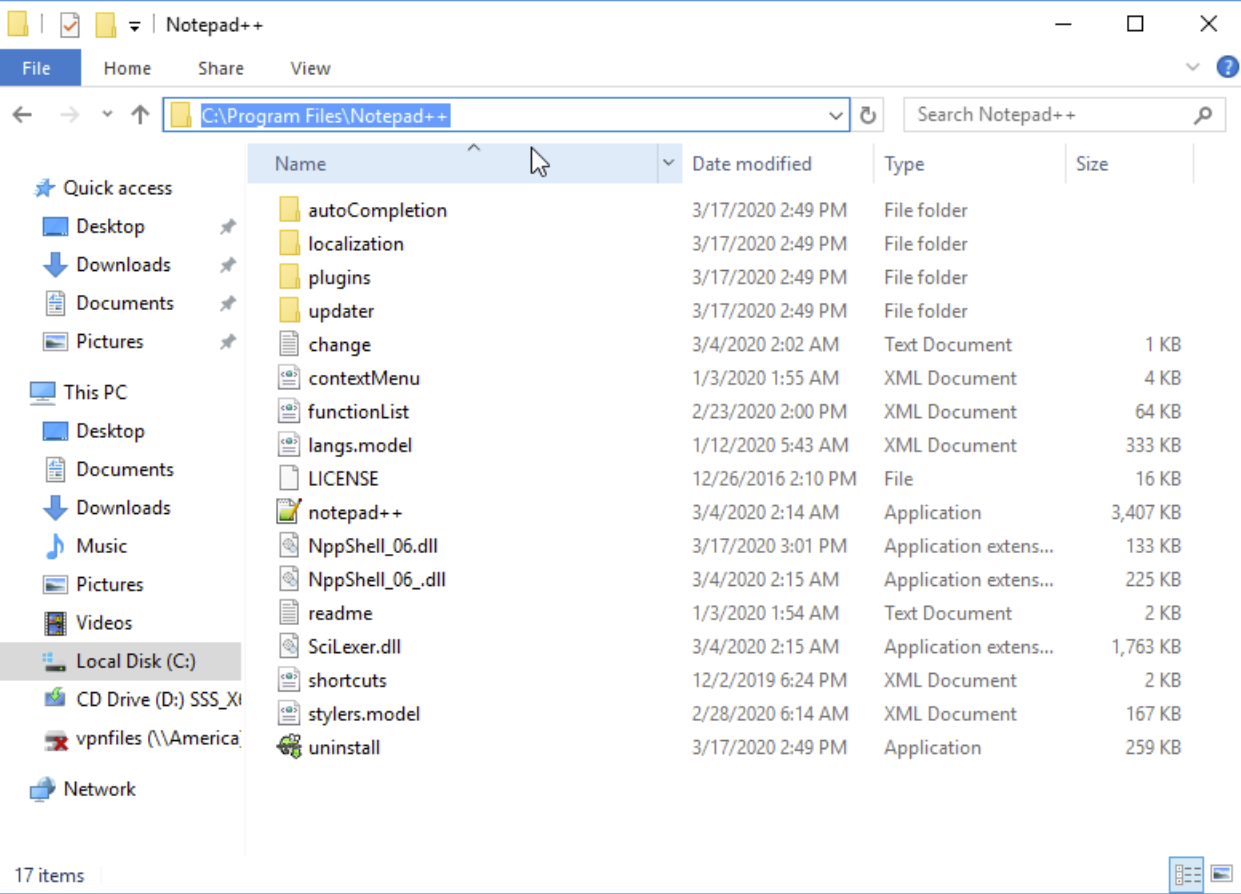 Notepad++
File Home Share View
C:\Program Files\Notepad++ Search Notepad++
Name Date modified Type Size
Quick access
Desktop
Downloads
Documents
Pictures
This PC
Desktop
Documents
Downloads
Music
Pictures
Videos
Local Disk (C:)
CD Drive (D:) SSS_X6
vpnfiles (\\America
Network
autoCompletion 3/17/2020 2:49 PM File folder
localization 3/17/2020 2:49 PM File folder
plugins 3/17/2020 2:49 PM File folder
updater 3/17/2020 2:49 PM File folder
change 3/4/2020 2:02 AM Text Document 1 KB
contextMenu 1/3/2020 1:55 AM XML Document 4 KB
functionList 2/23/2020 2:00 PM XML Document 64 KB
langs.model 1/12/2020 5:43 AM XML Document 333 KB
LICENSE 12/26/2016 2:10 PM File 16 KB
notepad++ 3/4/2020 2:14 AM Application 3,407 KB
NppShell_06.dll 3/17/2020 3:01 PM Application extens... 133 KB
NppShell_06_.dll 3/4/2020 2:15 AM Application extens... 225 KB
readme 1/3/2020 1:54 AM Text Document 2 KB
SciLexer.dll 3/4/2020 2:15 AM Application extens... 1,763 KB
shortcuts 12/2/2019 6:24 PM XML Document 2 KB
stylers.model 2/28/2020 6:14 AM XML Document 167 KB
uninstall 3/17/2020 2:49 PM Application 259 KB
17 items